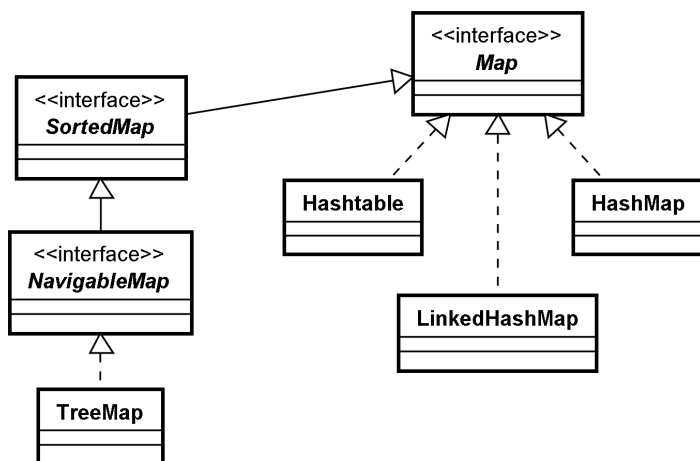 <<interface>>
Map
<<interface>>
SortedMap
Hashtable
HashMap
<<interface>>
NavigableMap
LinkedHashMap
TreeMap